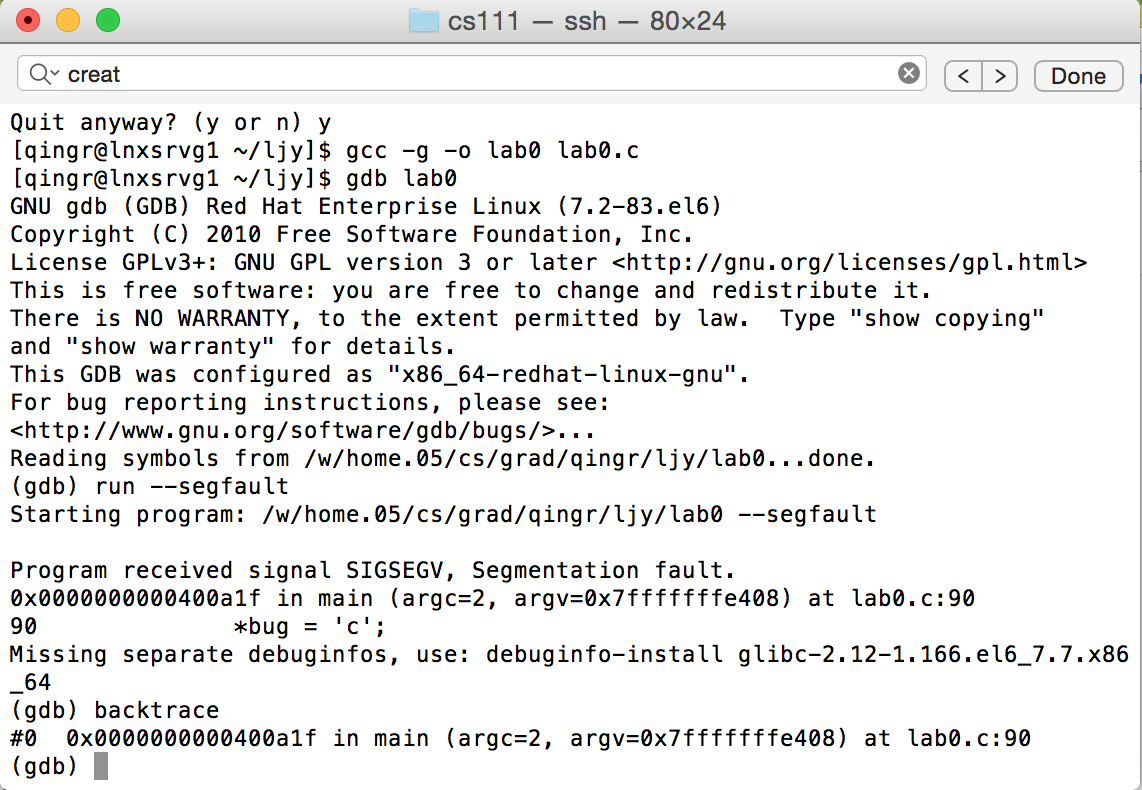 cs111 — ssh — 80×24
creat
< > Done
Quit anyway? (y or n) y
[qingr@lnxsrvg1 ~/ljy]$ gcc -g -o lab0 lab0.c
[qingr@lnxsrvg1 ~/ljy]$ gdb lab0
GNU gdb (GDB) Red Hat Enterprise Linux (7.2-83.el6)
Copyright (C) 2010 Free Software Foundation, Inc.
License GPLv3+: GNU GPL version 3 or later <http://gnu.org/licenses/gpl.html>
This is free software: you are free to change and redistribute it.
There is NO WARRANTY, to the extent permitted by law.  Type "show copying"
and "show warranty" for details.
This GDB was configured as "x86_64-redhat-linux-gnu".
For bug reporting instructions, please see:
<http://www.gnu.org/software/gdb/bugs/>...
Reading symbols from /w/home.05/cs/grad/qingr/ljy/lab0...done.
(gdb) run --segfault
Starting program: /w/home.05/cs/grad/qingr/ljy/lab0 --segfault
Program received signal SIGSEGV, Segmentation fault.
0x0000000000400a1f in main (argc=2, argv=0x7fffffffe408) at lab0.c:90
90              *bug = 'c';
Missing separate debuginfos, use: debuginfo-install glibc-2.12-1.166.el6_7.7.x86
_64
(gdb) backtrace
#0  0x0000000000400a1f in main (argc=2, argv=0x7fffffffe408) at lab0.c:90
(gdb)